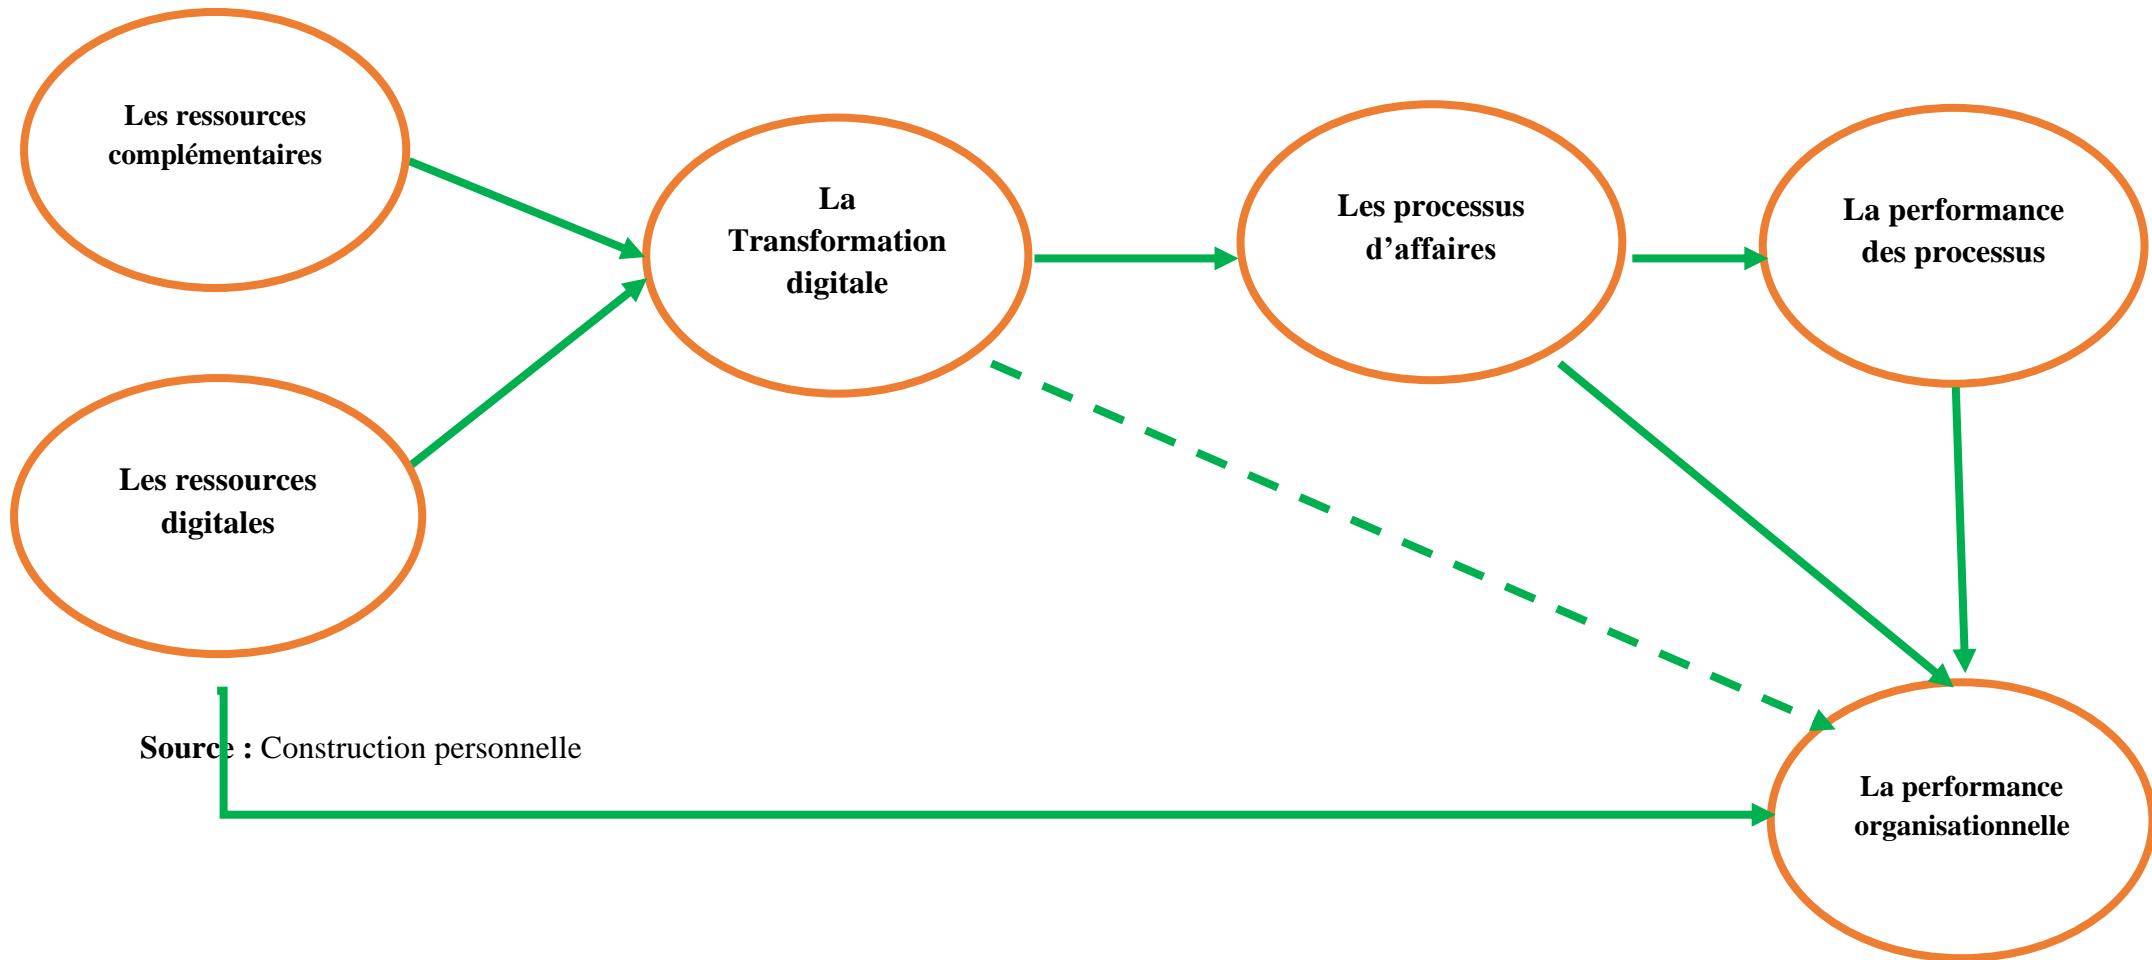 Les ressources
complémentaires
La
Transformation
digitale
Les processus
d’affaires
La performance
des processus
Les ressources
digitales
Source : Construction personnelle
La performance
organisationnelle